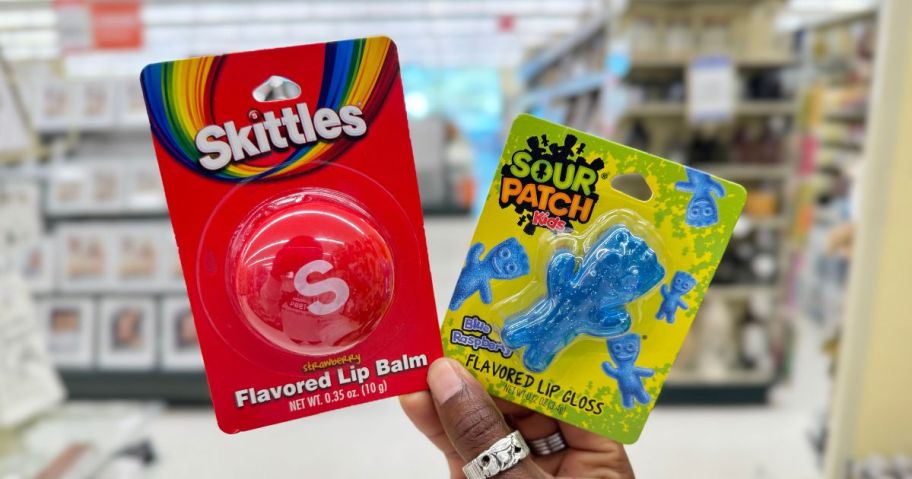 Skittles
S
strawberry
Flavored Lip Balm
NET WT. 0.35 oz. (10 g)
SOUR
PATCH
Kids
Blue
Raspberry
FLAVORED LIP GLOSS